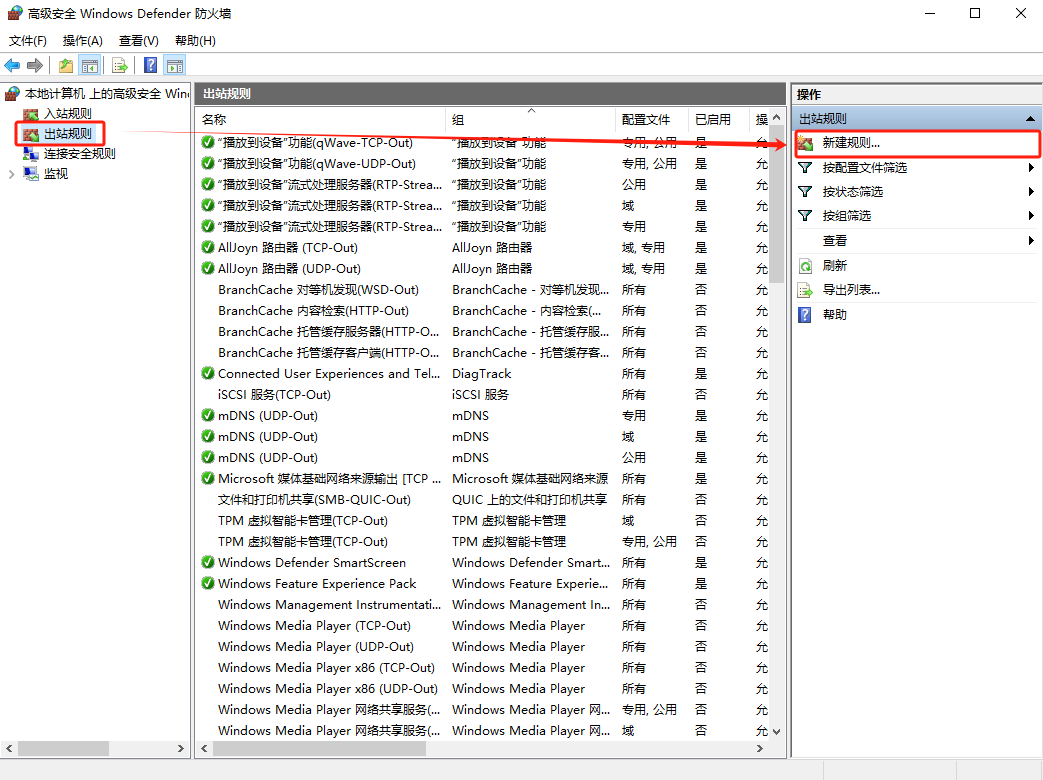 高级安全 Windows Defender 防火墙
文件(F) 操作(A) 查看(V) 帮助(H)
本地计算机 上的高级安全 Win
入站规则
出站规则
连接安全规则
监视
出站规则
名称 组 配置文件 已启用 操
“播放到设备”功能(qWave-TCP-Out) “播放到设备”功能 专用, 公用 是 允
“播放到设备”功能(qWave-UDP-Out) “播放到设备”功能 专用, 公用 是 允
“播放到设备”流式处理服务器(RTP-Strea... “播放到设备”功能 公用 是 允
“播放到设备”流式处理服务器(RTP-Strea... “播放到设备”功能 域 是 允
“播放到设备”流式处理服务器(RTP-Strea... “播放到设备”功能 专用 是 允
AllJoyn 路由器 (TCP-Out) AllJoyn 路由器 域, 专用 是 允
AllJoyn 路由器 (UDP-Out) AllJoyn 路由器 域, 专用 是 允
BranchCache 对等机发现(WSD-Out) BranchCache - 对等机发现... 所有 否 允
BranchCache 内容检索(HTTP-Out) BranchCache - 内容检索(... 所有 否 允
BranchCache 托管缓存服务器(HTTP-O... BranchCache - 托管缓存服... 所有 否 允
BranchCache 托管缓存客户端(HTTP-O... BranchCache - 托管缓存客... 所有 否 允
Connected User Experiences and Tel... DiagTrack 所有 是 允
iSCSI 服务(TCP-Out) iSCSI 服务 所有 否 允
mDNS (UDP-Out) mDNS 专用 是 允
mDNS (UDP-Out) mDNS 域 是 允
mDNS (UDP-Out) mDNS 公用 是 允
Microsoft 媒体基础网络来源输出 [TCP ... Microsoft 媒体基础网络来源 所有 是 允
文件和打印机共享(SMB-QUIC-Out) QUIC 上的文件和打印机共享 所有 否 允
TPM 虚拟智能卡管理(TCP-Out) TPM 虚拟智能卡管理 域 否 允
TPM 虚拟智能卡管理(TCP-Out) TPM 虚拟智能卡管理 专用, 公用 否 允
Windows Defender SmartScreen Windows Defender Smart... 所有 是 允
Windows Feature Experience Pack Windows Feature Experie... 所有 是 允
Windows Management Instrumentati... Windows Management In... 所有 否 允
Windows Media Player (TCP-Out) Windows Media Player 所有 否 允
Windows Media Player (UDP-Out) Windows Media Player 所有 否 允
Windows Media Player x86 (TCP-Out) Windows Media Player 所有 否 允
Windows Media Player x86 (UDP-Out) Windows Media Player 所有 否 允
Windows Media Player 网络共享服务(... Windows Media Player 网... 专用, 公用 否 允
Windows Media Player 网络共享服务(... Windows Media Player 网... 域 否 允
操作
出站规则
新建规则...
按配置文件筛选
按状态筛选
按组筛选
查看
刷新
导出列表...
帮助